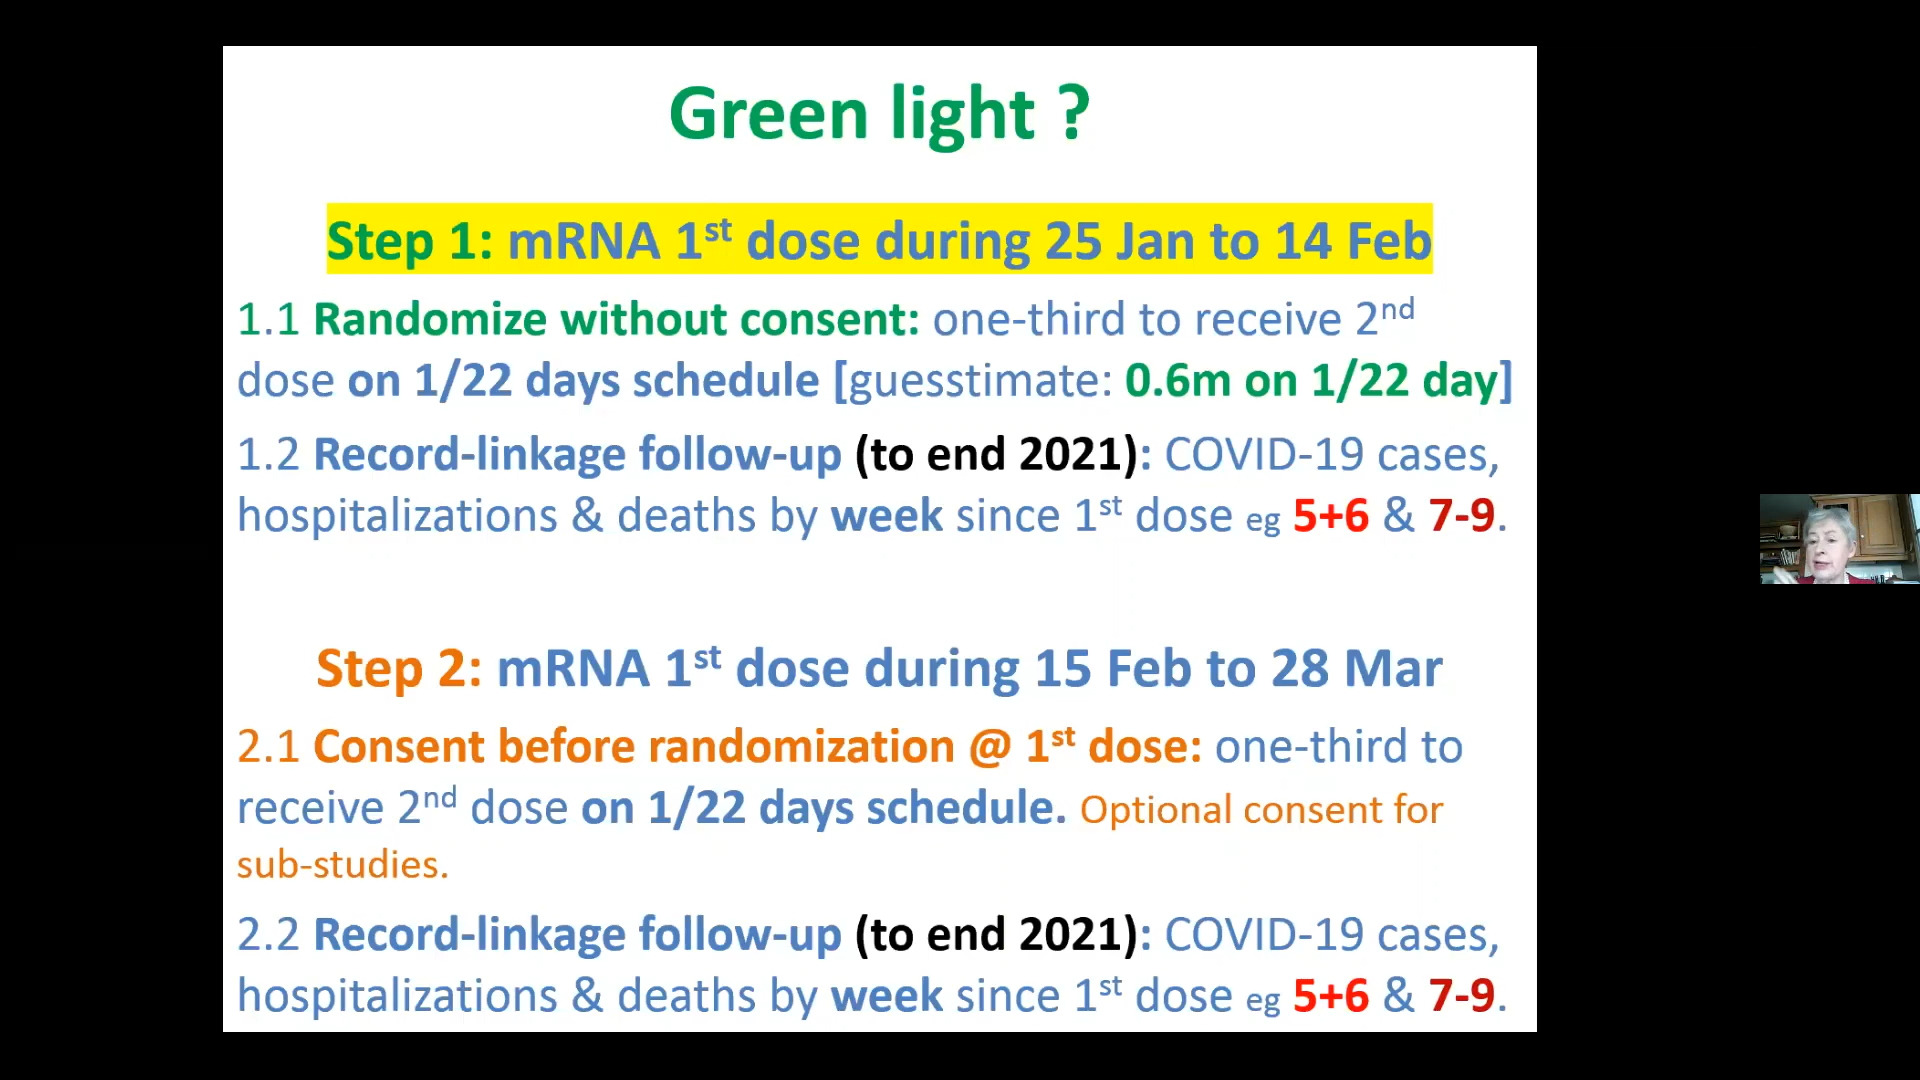 Green light ?
Step 1: mRNA 1st dose during 25 Jan to 14 Feb
1.1 Randomize without consent: one-third to receive 2nd
dose on 1/22 days schedule [guesstimate: 0.6m on 1/22 day]
1.2 Record-linkage follow-up (to end 2021): COVID-19 cases,
hospitalizations & deaths by week since 1st dose eg 5+6 & 7-9.
Step 2: mRNA 1st dose during 15 Feb to 28 Mar
2.1 Consent before randomization @ 1st dose: one-third to
receive 2nd dose on 1/22 days schedule. Optional consent for
sub-studies.
2.2 Record-linkage follow-up (to end 2021): COVID-19 cases,
hospitalizations & deaths by week since 1st dose eg 5+6 & 7-9.